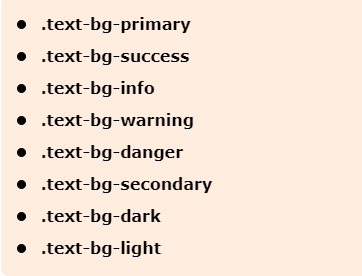 • .text-bg-primary
• .text-bg-success
• .text-bg-info
• .text-bg-warning
• .text-bg-danger
• .text-bg-secondary
• .text-bg-dark
• .text-bg-light